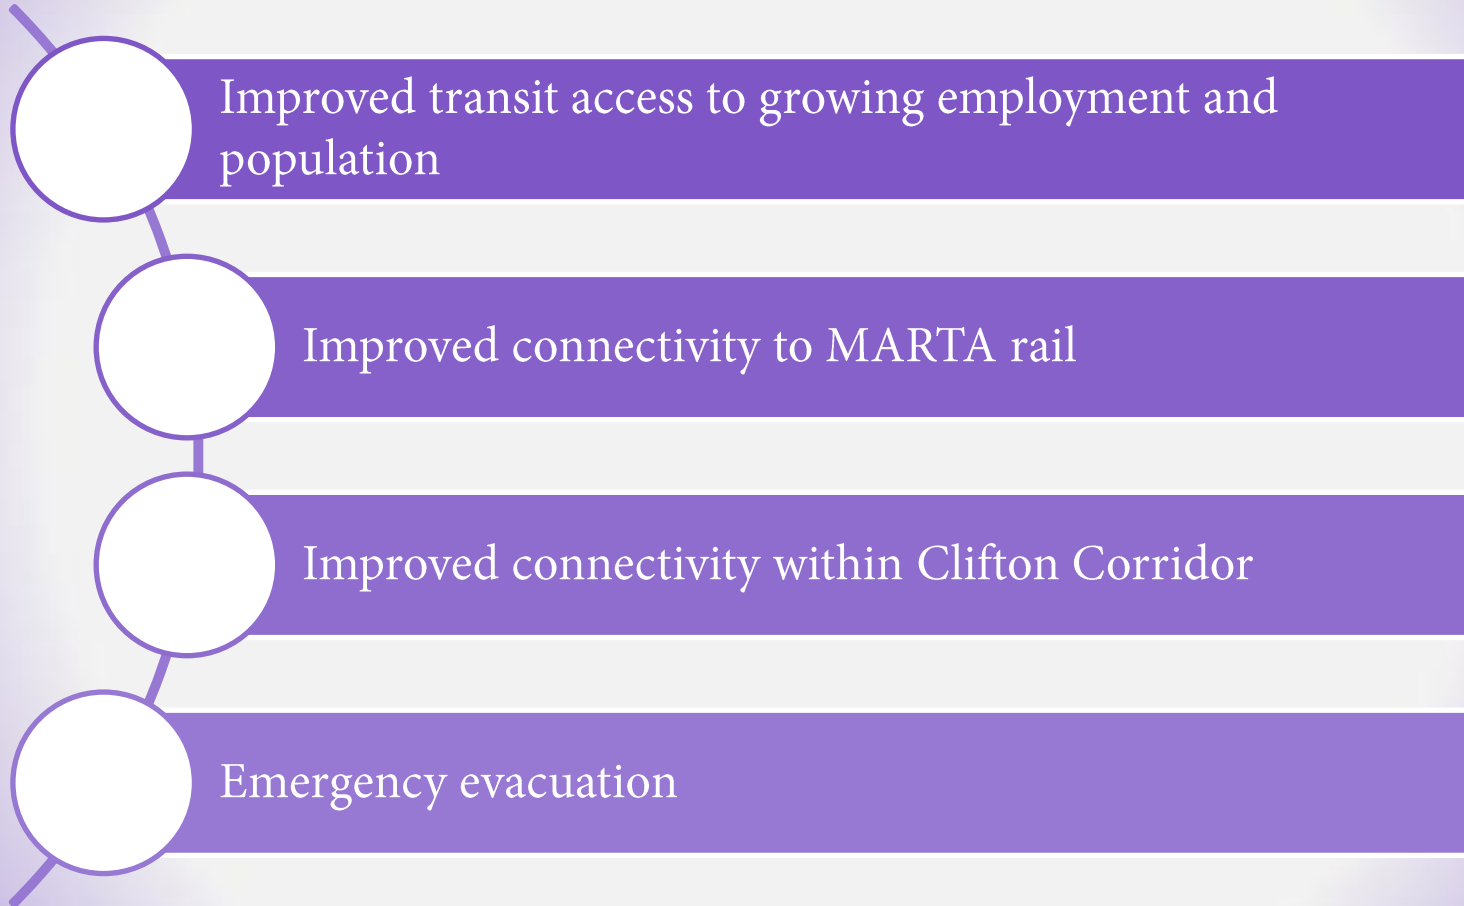 Improved transit access to growing employment and
population
Improved connectivity to MARTA rail
Improved connectivity within Clifton Corridor
Emergency evacuation